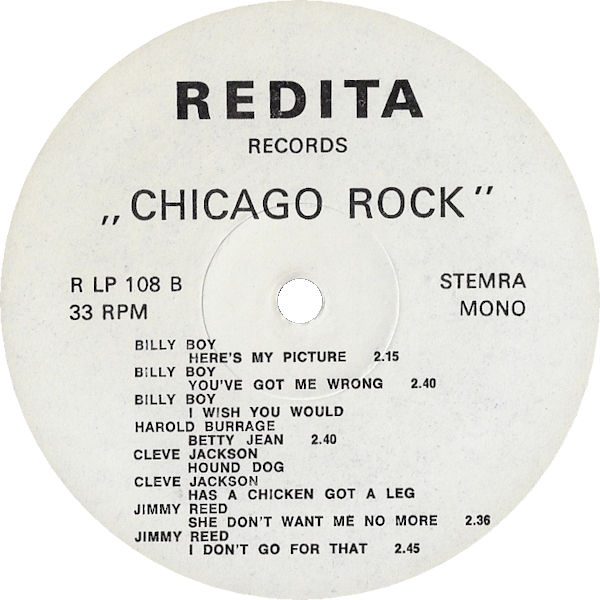 REDITA
RECORDS
„CHICAGO ROCK”
R LP 108 B
STEMRA
33 RPM
MONO
BILLY BOY
HERE'S MY PICTURE 2.15
BILLY BOY
YOU'VE GOT ME WRONG 2.40
BILLY BOY
I WISH YOU WOULD
HAROLD BURRAGE
BETTY JEAN 2.40
CLEVE JACKSON
HOUND DOG
CLEVE JACKSON
HAS A CHICKEN GOT A LEG
JIMMY REED
SHE DON'T WANT ME NO MORE 2.36
JIMMY REED
I DON'T GO FOR THAT 2.45